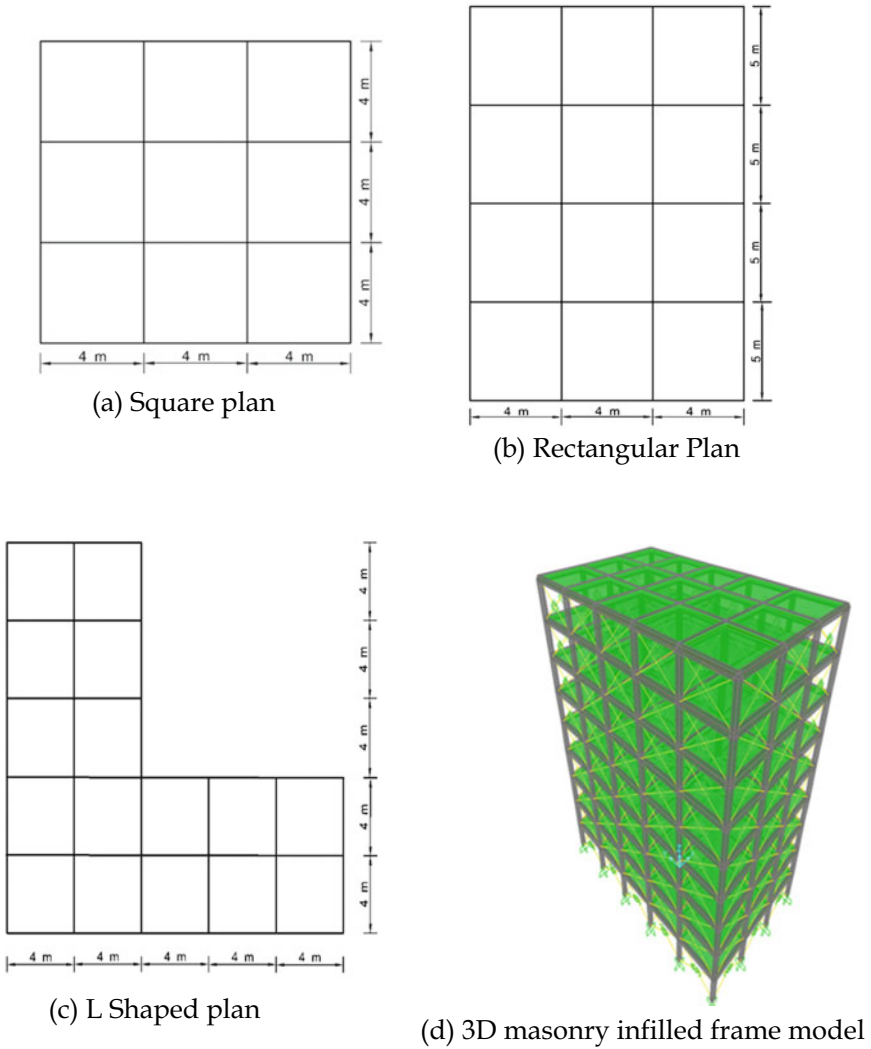 4 m
4 m
4 m
4 m 4 m 4 m
(a) Square plan
5 m
5 m
5 m
5 m
4 m 4 m 4 m
(b) Rectangular Plan
4 m
4 m
4 m
4 m
4 m
4 m 4 m 4 m 4 m 4 m
(c) L Shaped plan
(d) 3D masonry infilled frame model